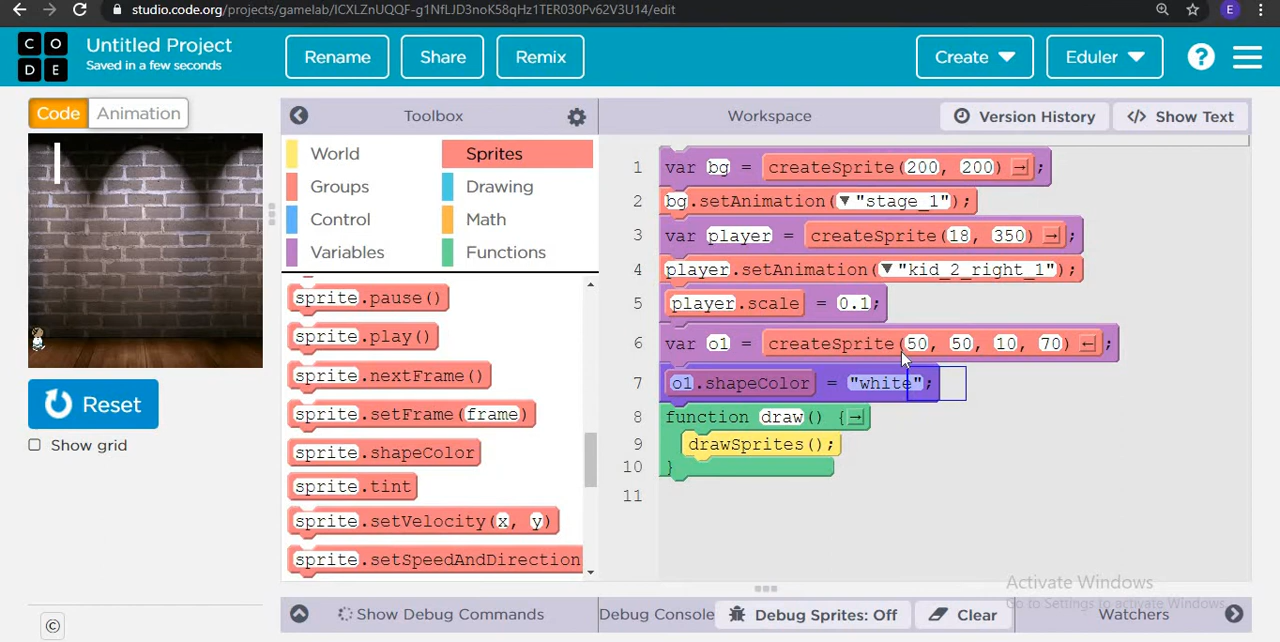 studio.code.org/projects/gamelab/ICXLZnUQQF-g1NfLJD3noK58qHz1TER030Pv62V3U14/edit
E
C O
D E
Untitled Project
Saved in a few seconds
Rename
Share
Remix
Create
Eduler
?
Code
Animation
Toolbox
Workspace
Version History
</> Show Text
World
Sprites
Groups
Drawing
Control
Math
Variables
Functions
sprite.pause()
sprite.play()
sprite.nextFrame()
sprite.setFrame(frame)
sprite.shapeColor
sprite.tint
sprite.setVelocity(x, y)
sprite.setSpeedAndDirection
1 var bg = createSprite(200, 200) → ;
2 bg.setAnimation(▼ "stage_1");
3 var player = createSprite(18, 350) → ;
4 player.setAnimation(▼ "kid_2_right_1");
5 player.scale = 0.1;
6 var o1 = createSprite(50, 50, 10, 70) ← ;
7 o1.shapeColor = "white";
8 function draw() { →
9 drawSprites();
10 }
11
Reset
Show grid
©
Show Debug Commands
Debug Console
Debug Sprites: Off
Clear
Watchers
Activate Windows
Go to Settings to activate Windows.